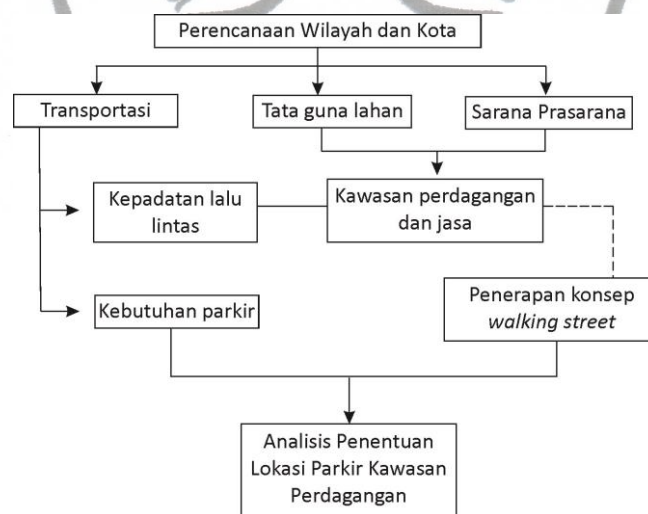 Perencanaan Wilayah dan Kota
Transportasi
Tata guna lahan
Sarana Prasarana
Kepadatan lalu
lintas
Kawasan perdagangan
dan jasa
Kebutuhan parkir
Penerapan konsep
walking street
Analisis Penentuan
Lokasi Parkir Kawasan
Perdagangan